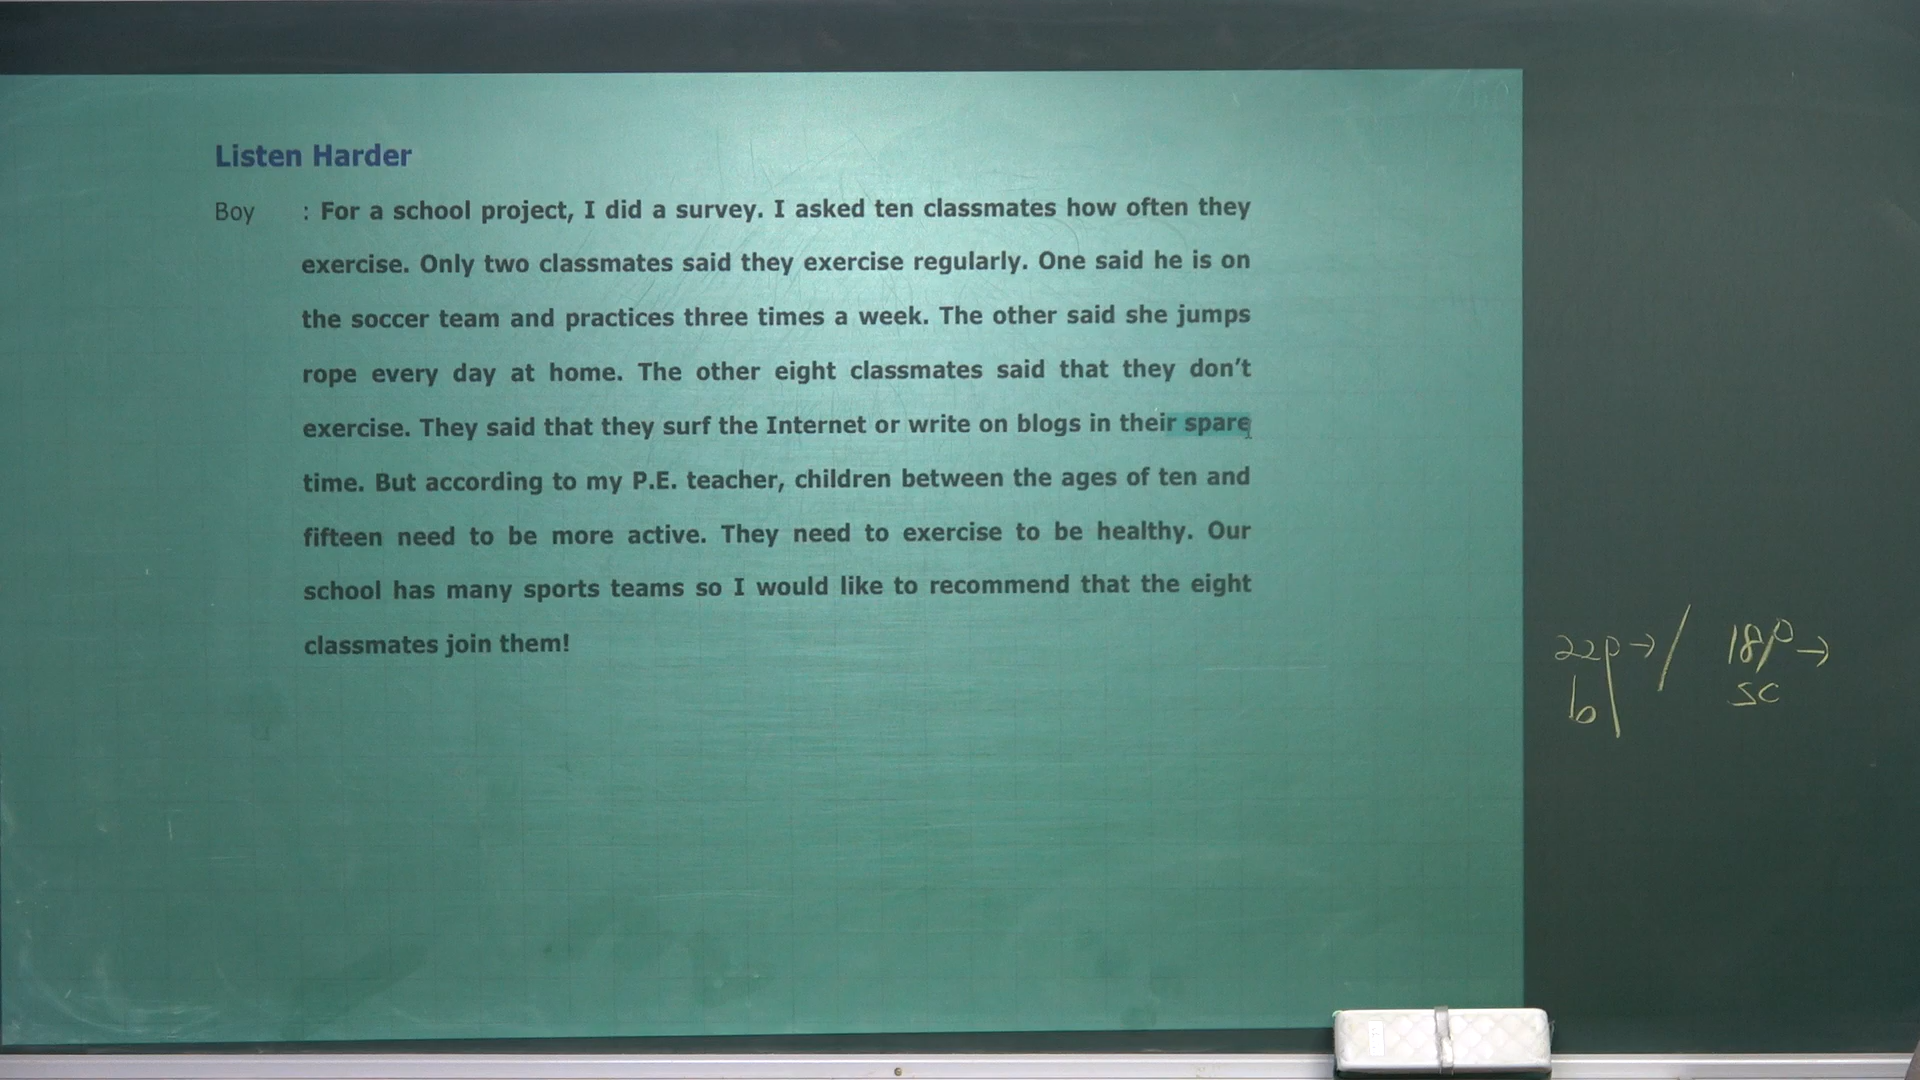 Listen Harder
Boy : For a school project, I did a survey. I asked ten classmates how often they
exercise. Only two classmates said they exercise regularly. One said he is on
the soccer team and practices three times a week. The other said she jumps
rope every day at home. The other eight classmates said that they don’t
exercise. They said that they surf the Internet or write on blogs in their spare
time. But according to my P.E. teacher, children between the ages of ten and
fifteen need to be more active. They need to exercise to be healthy. Our
school has many sports teams so I would like to recommend that the eight
classmates join them!
22p → / 18p →